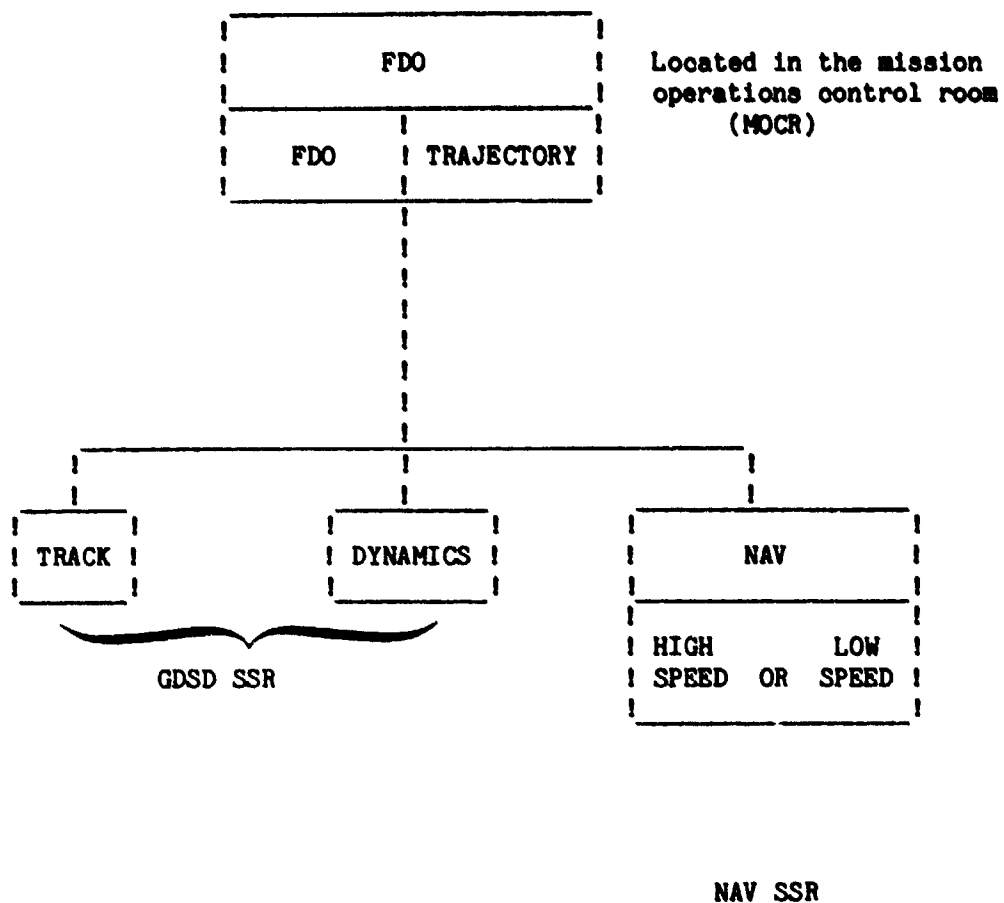 FDO
Located in the mission
operations control room
(MOCR)
FDO TRAJECTORY
TRACK DYNAMICS NAV
HIGH LOW
SPEED OR SPEED
GDSD SSR
NAV SSR